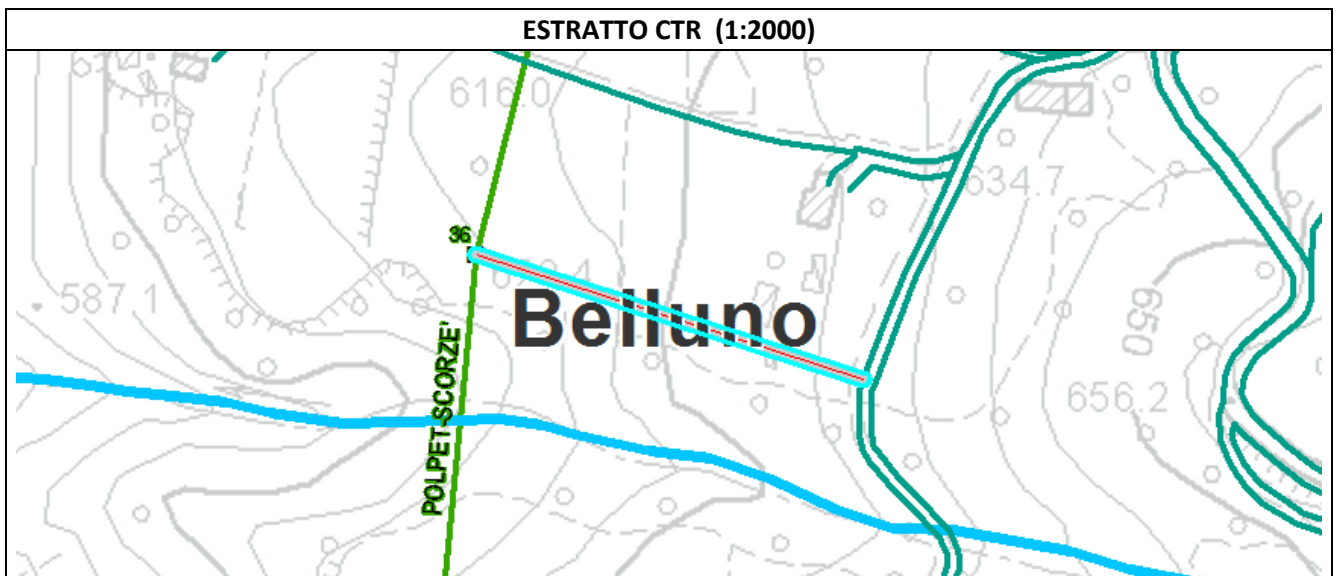 ESTRATTO CTR (1:2000)
616.0
634.7
36
587.1
Belluno
650
POLPET-SCORZE'
656.2